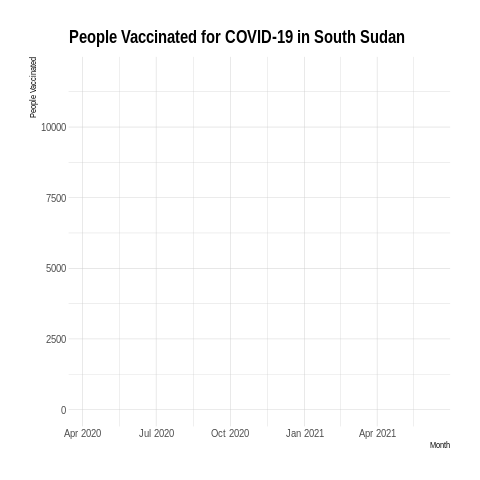 People Vaccinated for COVID-19 in South Sudan
People Vaccinated
10000
7500
5000
2500
0
Apr 2020 Jul 2020 Oct 2020 Jan 2021 Apr 2021
Month